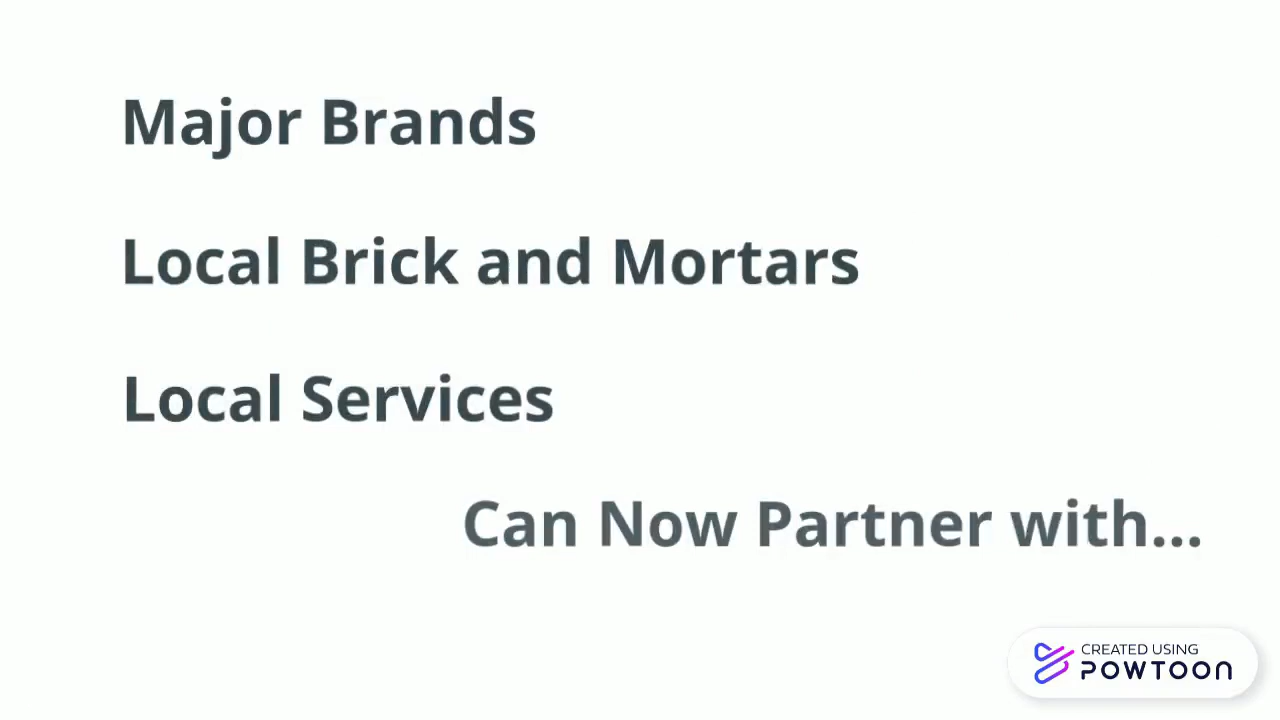 Major Brands
Local Brick and Mortars
Local Services
Can Now Partner with...
CREATED USING
POWTOON